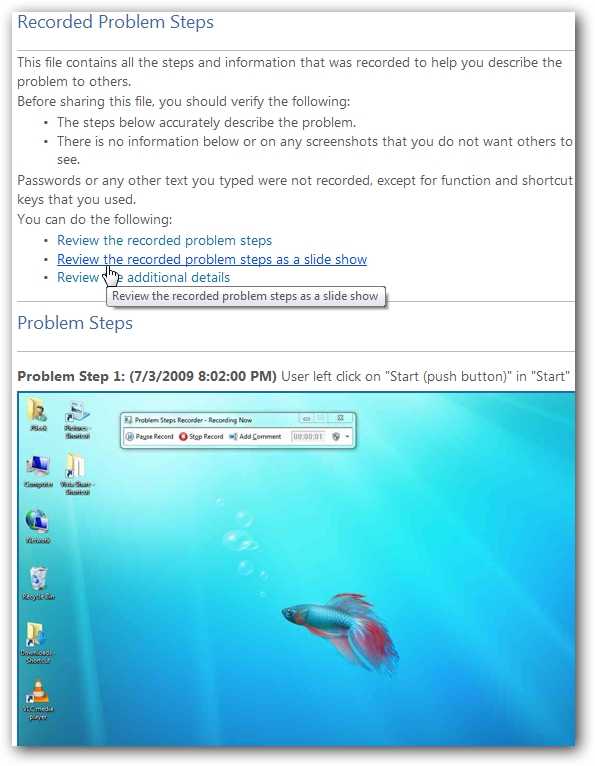 Recorded Problem Steps
This file contains all the steps and information that was recorded to help you describe the
problem to others.
Before sharing this file, you should verify the following:
• The steps below accurately describe the problem.
• There is no information below or on any screenshots that you do not want others to
see.
Passwords or any other text you typed were not recorded, except for function and shortcut
keys that you used.
You can do the following:
• Review the recorded problem steps
• Review the recorded problem steps as a slide show
• Review the additional details
Review the recorded problem steps as a slide show
Problem Steps
Problem Step 1: (7/3/2009 8:02:00 PM) User left click on "Start (push button)" in "Start"
Problem Steps Recorder - Recording Now
Pause Record Stop Record Add Comment 00:00:01
Pictures -
Shortcut
Computer
Vista Share -
Shortcut
Network
Recycle Bin
Downloads -
Shortcut
VLC media
player